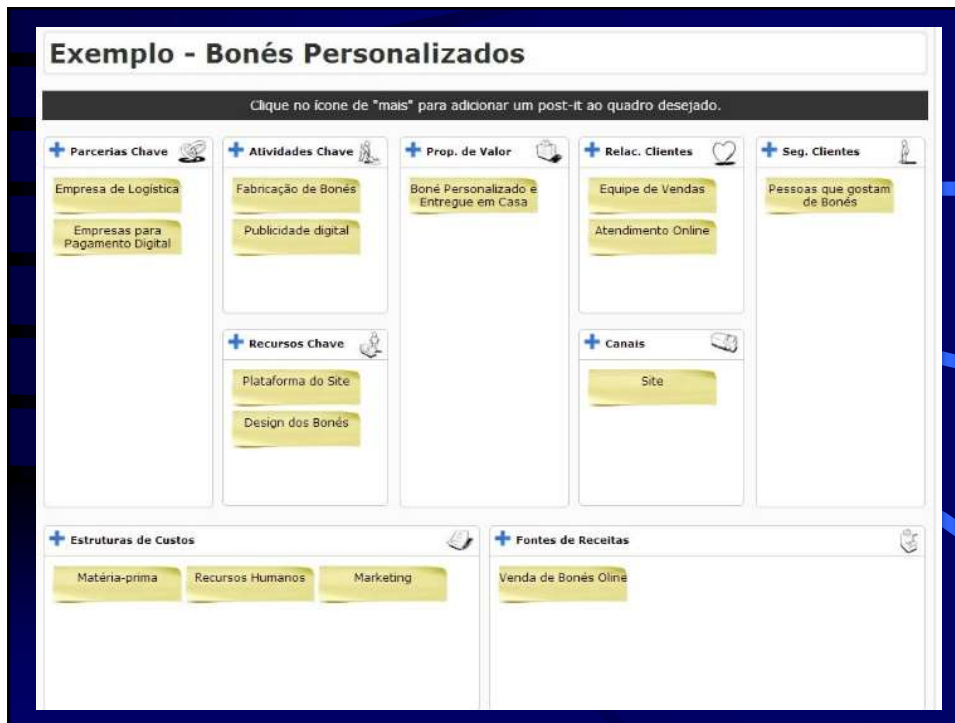 Exemplo - Bonés Personalizados
Clique no ícone de "mais" para adicionar um post-it ao quadro desejado.
Parcerias Chave
Empresa de Logística
Empresas para
Pagamento Digital
Atividades Chave
Fabricação de Bonés
Publicidade digital
Recursos Chave
Plataforma do Site
Design dos Bonés
Prop. de Valor
Boné Personalizado e
Entregue em Casa
Relac. Clientes
Equipe de Vendas
Atendimento Online
Canais
Site
Seg. Clientes
Pessoas que gostam
de Bonés
Estruturas de Custos
Matéria-prima
Recursos Humanos
Marketing
Fontes de Receitas
Venda de Bonés Oline